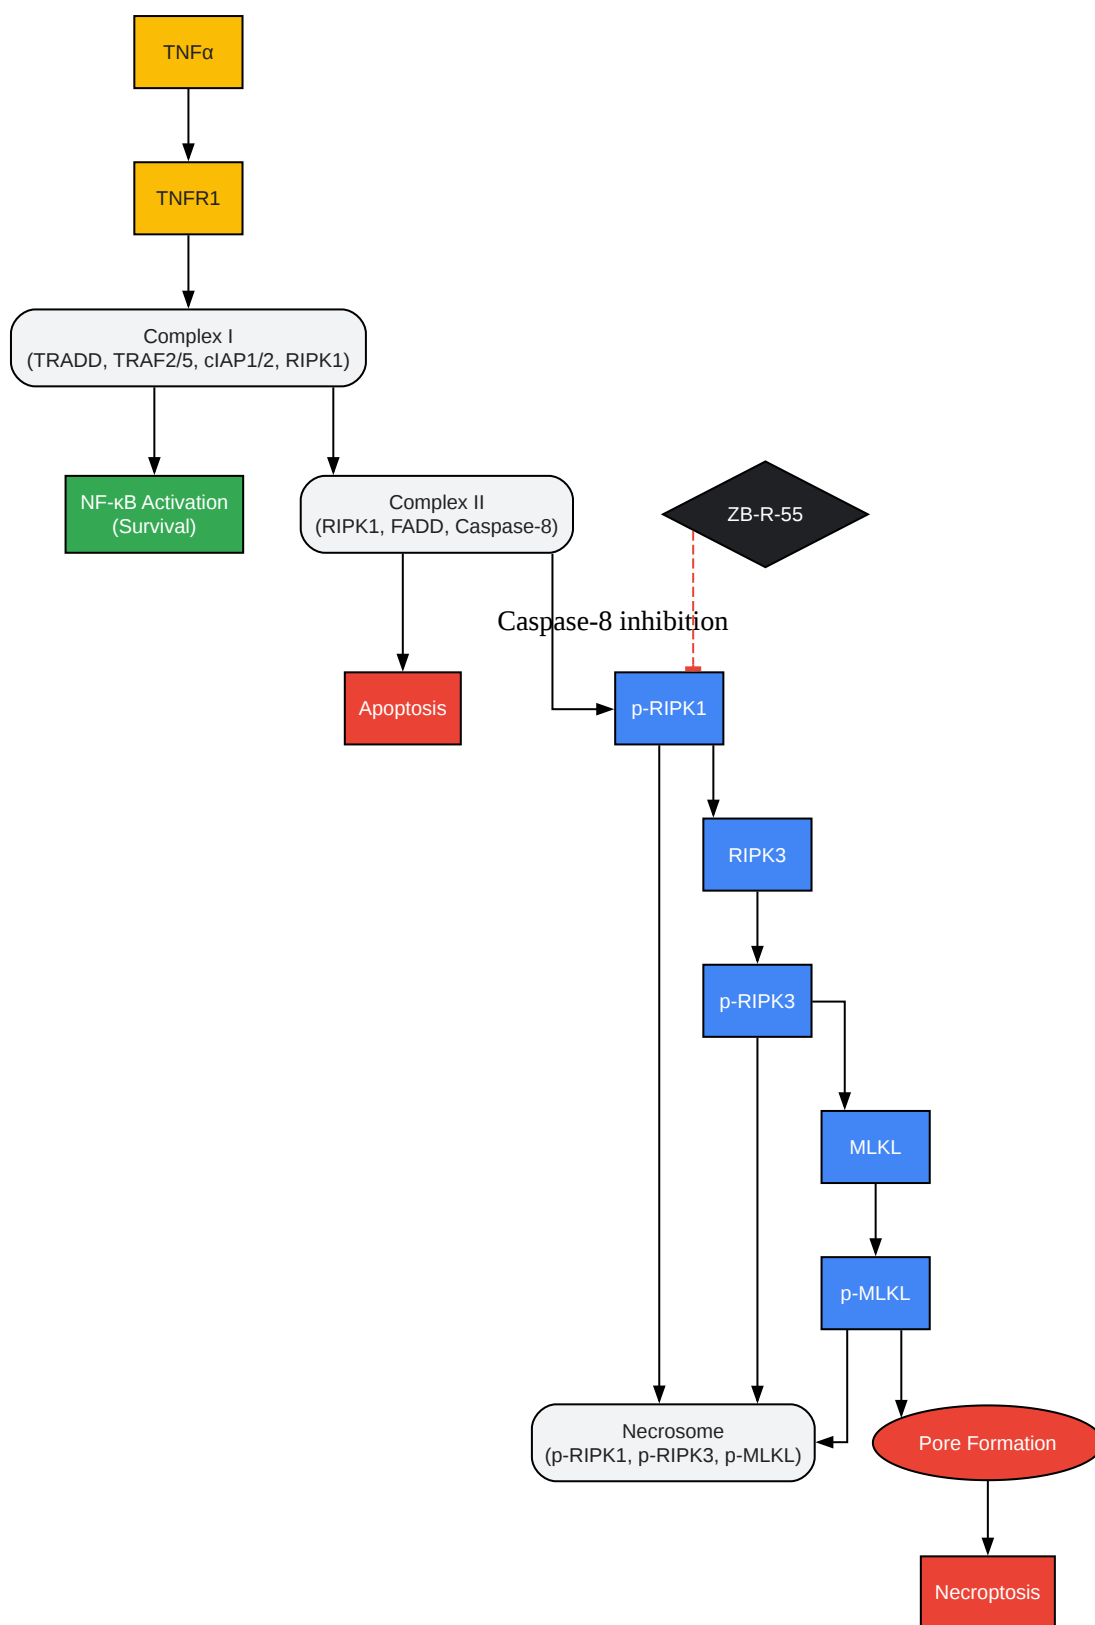 TNFα
TNFR1
Complex I
(TRADD, TRAF2/5, cIAP1/2, RIPK1)
NF-κB Activation
(Survival)
Complex II
(RIPK1, FADD, Caspase-8)
ZB-R-55
Caspase-8 inhibition
Apoptosis
p-RIPK1
RIPK3
p-RIPK3
MLKL
p-MLKL
Necrosome
(p-RIPK1, p-RIPK3, p-MLKL)
Pore Formation
Necroptosis